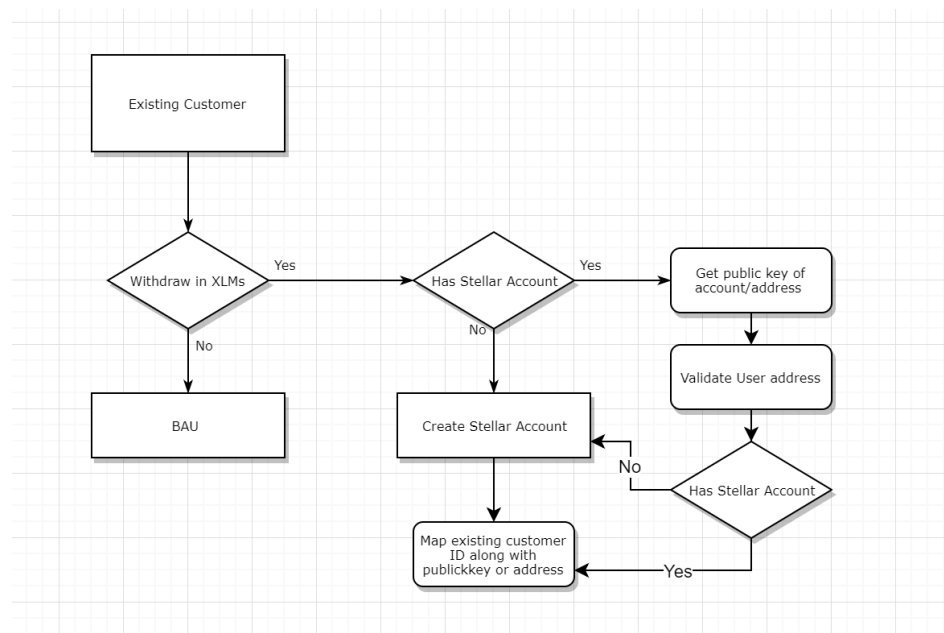 Existing Customer
Withdraw in XLMs
Yes
Has Stellar Account
Yes
Get public key of
account/address
No
No
Validate User address
BAU
Create Stellar Account
No
Has Stellar Account
Map existing customer
ID along with
publickkey or address
Yes